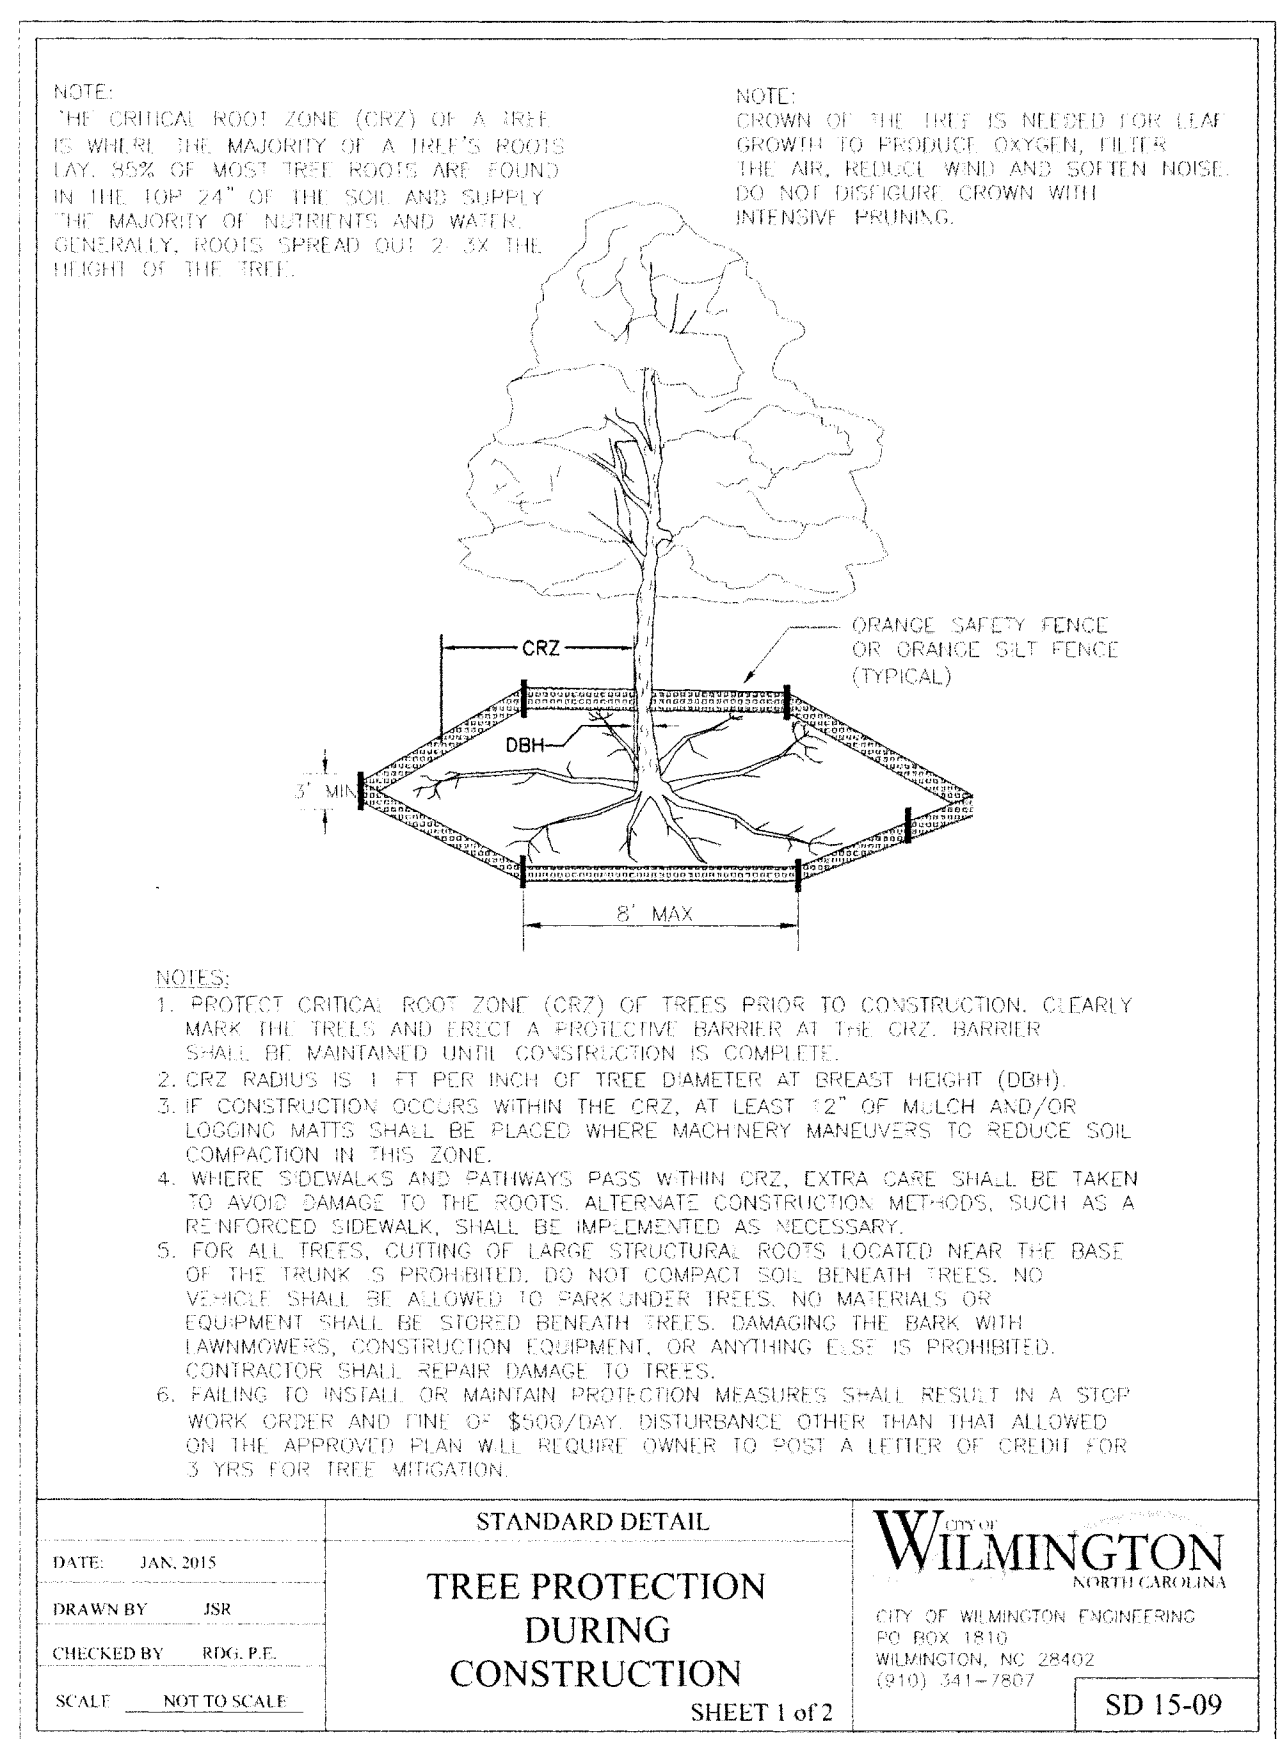 NOTE:
THE CRITICAL ROOT ZONE (CRZ) OF A TREE
IS WHERE THE MAJORITY OF A TREE'S ROOTS
LAY. 85% OF MOST TREE ROOTS ARE FOUND
IN THE TOP 24" OF THE SOIL AND SUPPLY
THE MAJORITY OF NUTRIENTS AND WATER.
GENERALLY, ROOTS SPREAD OUT 2-3X THE
HEIGHT OF THE TREE.
NOTE:
CROWN OF THE TREE IS NEEDED FOR LEAF
GROWTH TO PRODUCE OXYGEN, FILTER
THE AIR, REDUCE WIND AND SOFTEN NOISE.
DO NOT DISFIGURE CROWN WITH
INTENSIVE PRUNING.
ORANGE SAFETY FENCE
OR ORANGE SILT FENCE
(TYPICAL)
CRZ
DBH
3' MIN
8' MAX
NOTES:
1. PROTECT CRITICAL ROOT ZONE (CRZ) OF TREES PRIOR TO CONSTRUCTION. CLEARLY
MARK THE TREES AND ERECT A PROTECTIVE BARRIER AT THE CRZ. BARRIER
SHALL BE MAINTAINED UNTIL CONSTRUCTION IS COMPLETE.
2. CRZ RADIUS IS 1 FT PER INCH OF TREE DIAMETER AT BREAST HEIGHT (DBH).
3. IF CONSTRUCTION OCCURS WITHIN THE CRZ, AT LEAST 12" OF MULCH AND/OR
LOGGING MATTS SHALL BE PLACED WHERE MACHINERY MANEUVERS TO REDUCE SOIL
COMPACTION IN THIS ZONE.
4. WHERE SIDEWALKS AND PATHWAYS PASS WITHIN CRZ, EXTRA CARE SHALL BE TAKEN
TO AVOID DAMAGE TO THE ROOTS. ALTERNATE CONSTRUCTION METHODS, SUCH AS A
REINFORCED SIDEWALK, SHALL BE IMPLEMENTED AS NECESSARY.
5. FOR ALL TREES, CUTTING OF LARGE STRUCTURAL ROOTS LOCATED NEAR THE BASE
OF THE TRUNK IS PROHIBITED. DO NOT COMPACT SOIL BENEATH TREES. NO
VEHICLE SHALL BE ALLOWED TO PARK UNDER TREES. NO MATERIALS OR
EQUIPMENT SHALL BE STORED BENEATH TREES. DAMAGING THE BARK WITH
LAWNMOWERS, CONSTRUCTION EQUIPMENT, OR ANYTHING ELSE IS PROHIBITED.
CONTRACTOR SHALL REPAIR DAMAGE TO TREES.
6. FAILING TO INSTALL OR MAINTAIN PROTECTION MEASURES SHALL RESULT IN A STOP
WORK ORDER AND FINE OF $500/DAY. DISTURBANCE OTHER THAN THAT ALLOWED
ON THE APPROVED PLAN WILL REQUIRE OWNER TO POST A LETTER OF CREDIT FOR
3 YRS FOR TREE MITIGATION.
DATE: JAN, 2015
DRAWN BY JSR
CHECKED BY RDG, P.E.
SCALE NOT TO SCALE
STANDARD DETAIL
TREE PROTECTION
DURING
CONSTRUCTION
SHEET 1 of 2
CITY OF
WILMINGTON
NORTH CAROLINA
CITY OF WILMINGTON ENGINEERING
PO BOX 1810
WILMINGTON, NC 28402
(910) 341-7807
SD 15-09